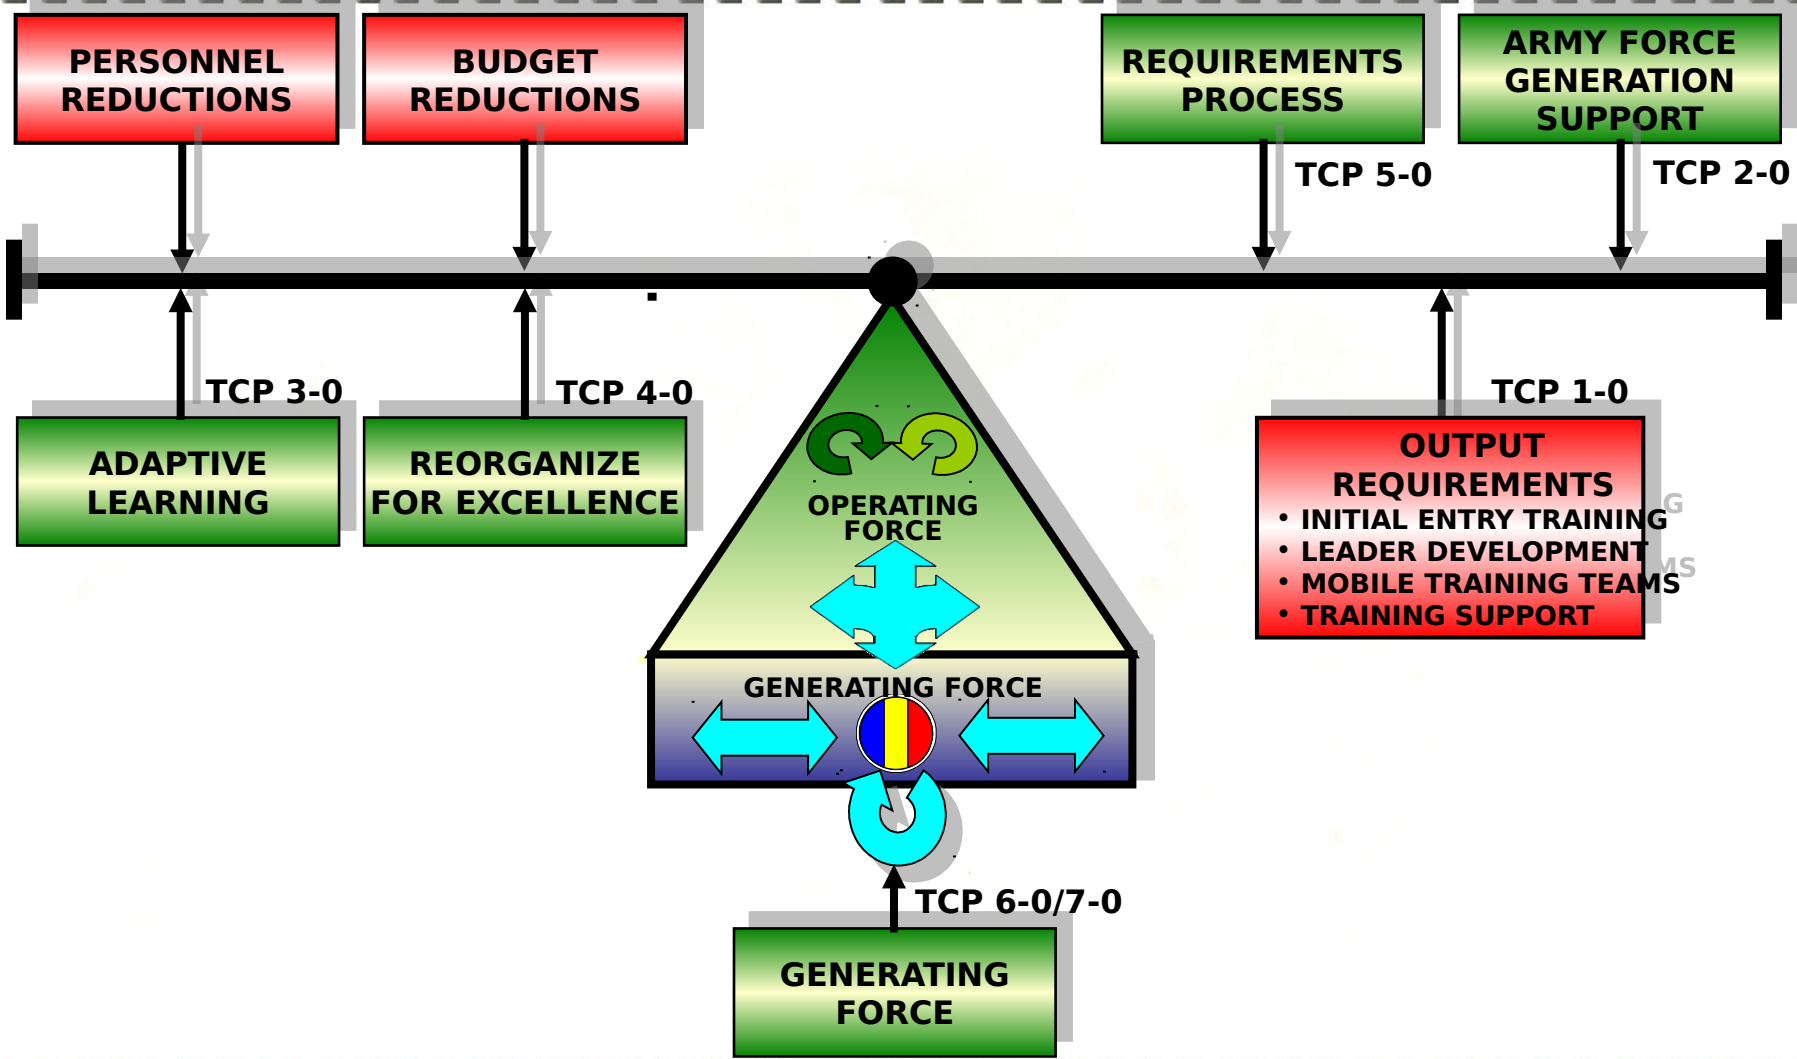 PERSONNEL
REDUCTIONS
BUDGET
REDUCTIONS
REQUIREMENTS
PROCESS
ARMY FORCE
GENERATION
SUPPORT
TCP 5-0
TCP 2-0
TCP 3-0
TCP 4-0
TCP 1-0
ADAPTIVE
LEARNING
REORGANIZE
FOR EXCELLENCE
OUTPUT
REQUIREMENTS
• INITIAL ENTRY TRAINING
• LEADER DEVELOPMENT
• MOBILE TRAINING TEAMS
• TRAINING SUPPORT
OPERATING
FORCE
GENERATING FORCE
TCP 6-0/7-0
GENERATING
FORCE